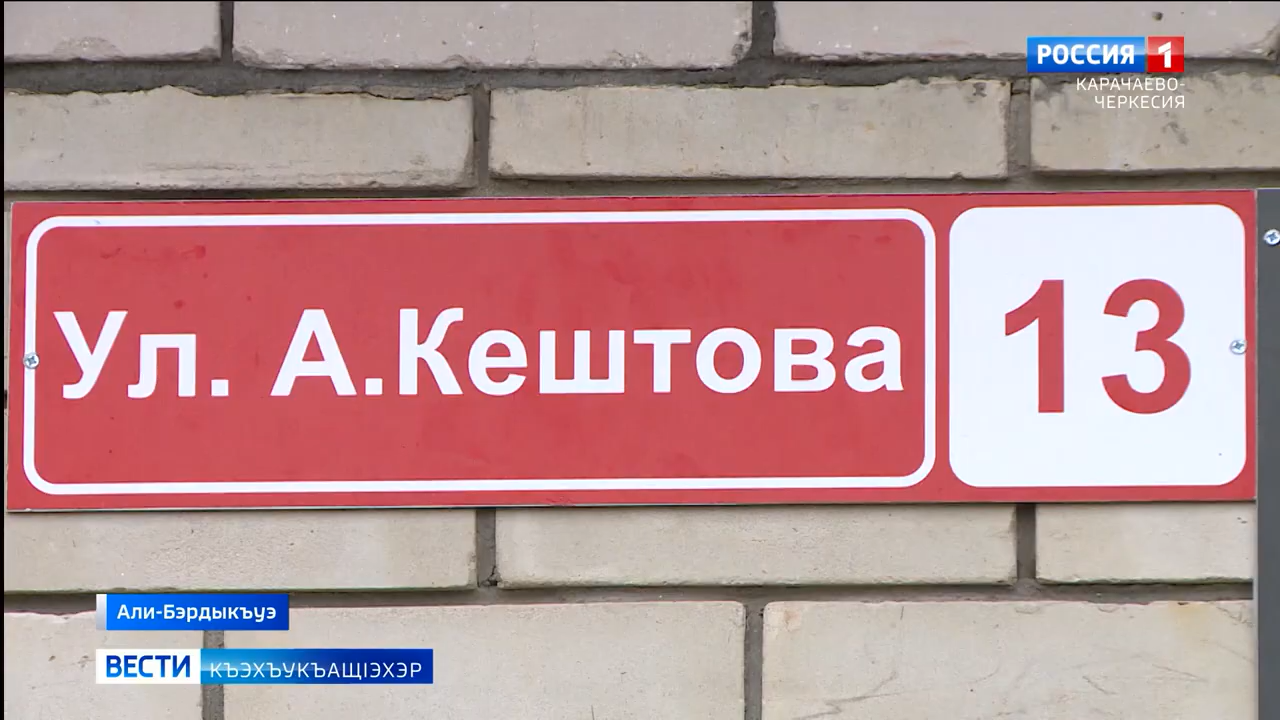 РОССИЯ 1
КАРАЧАЕВО-
ЧЕРКЕСИЯ
Ул. А.Кештова 13
Али-Бэрдыкъуэ
ВЕСТИ КЪЭХЪУКЪАЩIЭХЭР